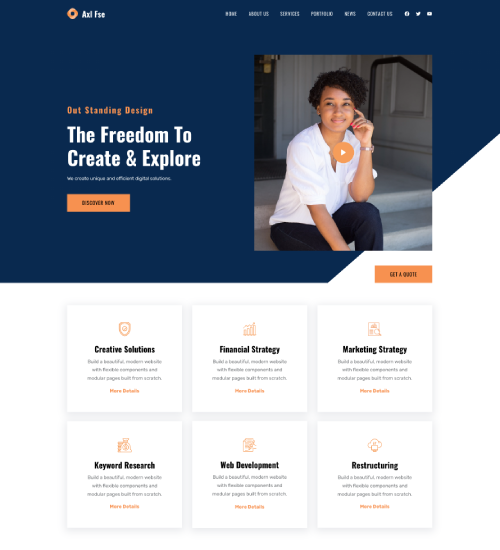 Axl Fse
HOME ABOUT US SERVICES PORTFOLIO NEWS CONTACT US
Out Standing Design
The Freedom To
Create & Explore
We create unique and efficient digital solutions.
DISCOVER NOW
GET A QUOTE
Creative Solutions
Build a beautiful, modern website
with flexible components and
modular pages built from scratch.
More Details
Financial Strategy
Build a beautiful, modern website
with flexible components and
modular pages built from scratch.
More Details
Marketing Strategy
Build a beautiful, modern website
with flexible components and
modular pages built from scratch.
More Details
Keyword Research
Build a beautiful, modern website
with flexible components and
modular pages built from scratch.
More Details
Web Development
Build a beautiful, modern website
with flexible components and
modular pages built from scratch.
More Details
Restructuring
Build a beautiful, modern website
with flexible components and
modular pages built from scratch.
More Details